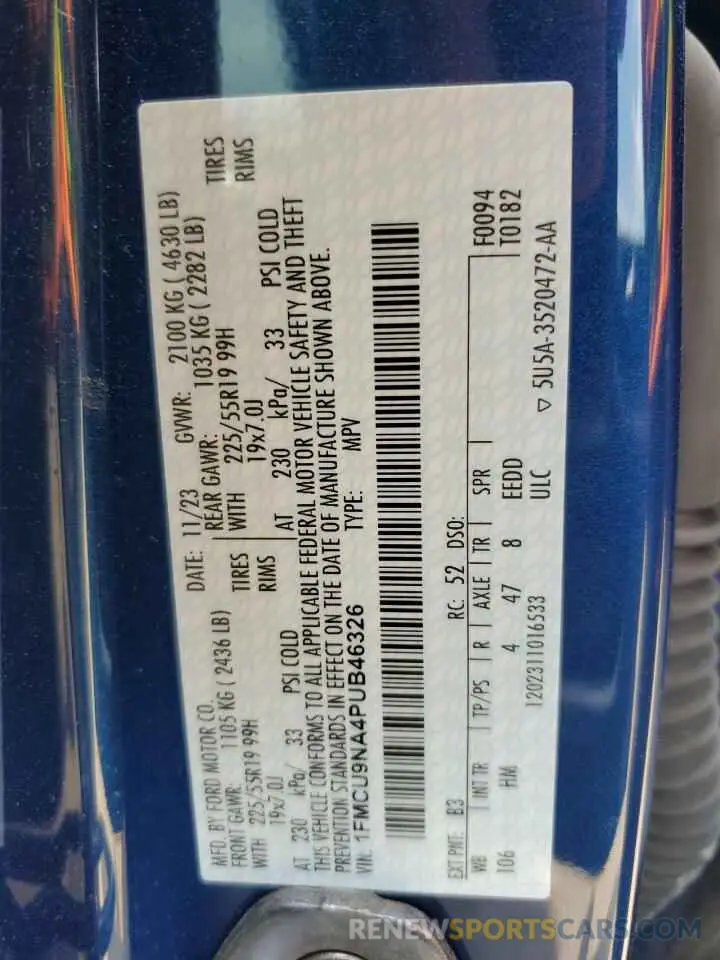 MFD. BY FORD MOTOR CO.
DATE: 11/23 GVWR: 2100 KG ( 4630 LB)
FRONT GAWR: 1105 KG ( 2436 LB) REAR GAWR: 1035 KG ( 2282 LB)
WITH 225/55R19 99H TIRES WITH 225/55R19 99H TIRES
19x7.0J RIMS 19x7.0J RIMS
AT 230 kPa/ 33 PSI COLD AT 230 kPa/ 33 PSI COLD
THIS VEHICLE CONFORMS TO ALL APPLICABLE FEDERAL MOTOR VEHICLE SAFETY AND THEFT
PREVENTION STANDARDS IN EFFECT ON THE DATE OF MANUFACTURE SHOWN ABOVE.
VIN: 1FMCU9NA4PUB46326 TYPE: MPV
EXT PNT: B3 RC: 52 DSO:
WB INT TR TP/PS R AXLE TR SPR F0094
106 HM 4 47 8 EEDD T0182
1202311016533 ULC ▽ 5U5A-3520472-AA
RENEWSPORTSCARS.COM